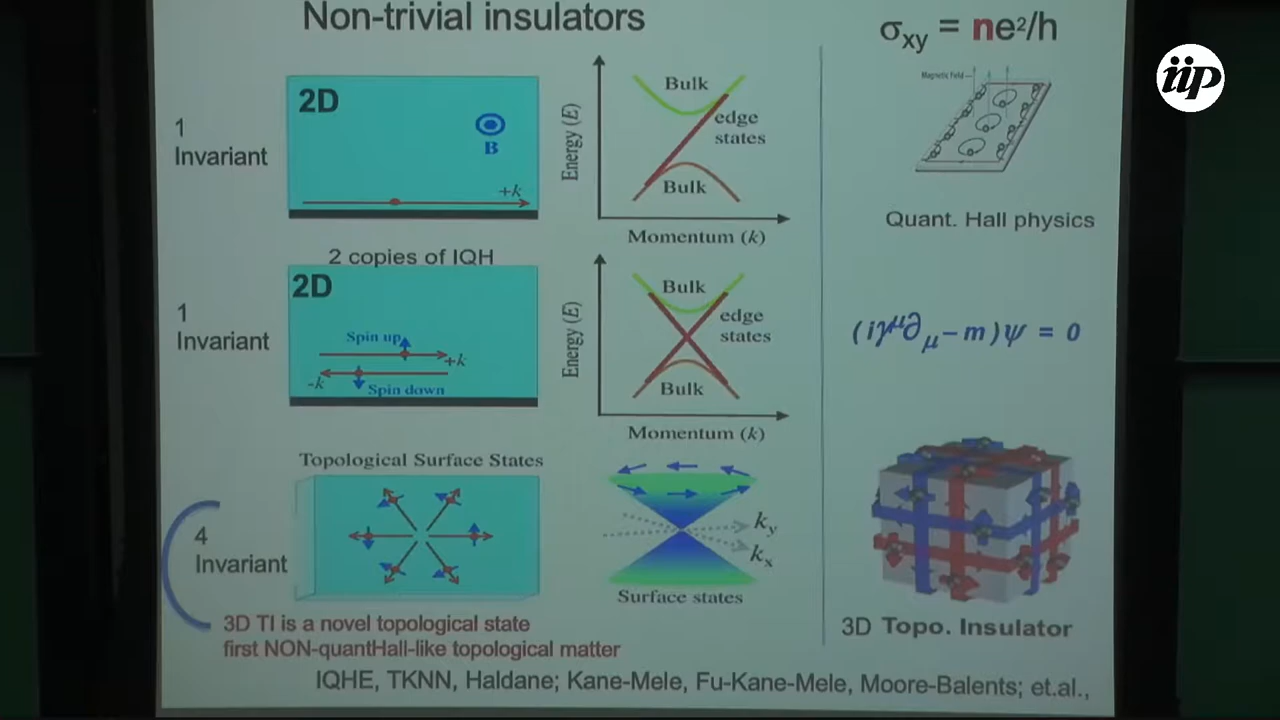 Non-trivial insulators
σxy = ne²/h
iip
1
Invariant
2D
B
+k
Energy (E)
Bulk
edge
states
Bulk
Momentum (k)
Magnetic Field
Quant. Hall physics
2 copies of IQH
1
Invariant
2D
Spin up
+k
-k
Spin down
Energy (E)
Bulk
edge
states
Bulk
Momentum (k)
(iγ^μ∂_μ-m)ψ = 0
Topological Surface States
4
Invariant
ky
kx
Surface states
3D TI is a novel topological state
first NON-quantHall-like topological matter
3D Topo. Insulator
IQHE, TKNN, Haldane; Kane-Mele, Fu-Kane-Mele, Moore-Balents; et.al.,